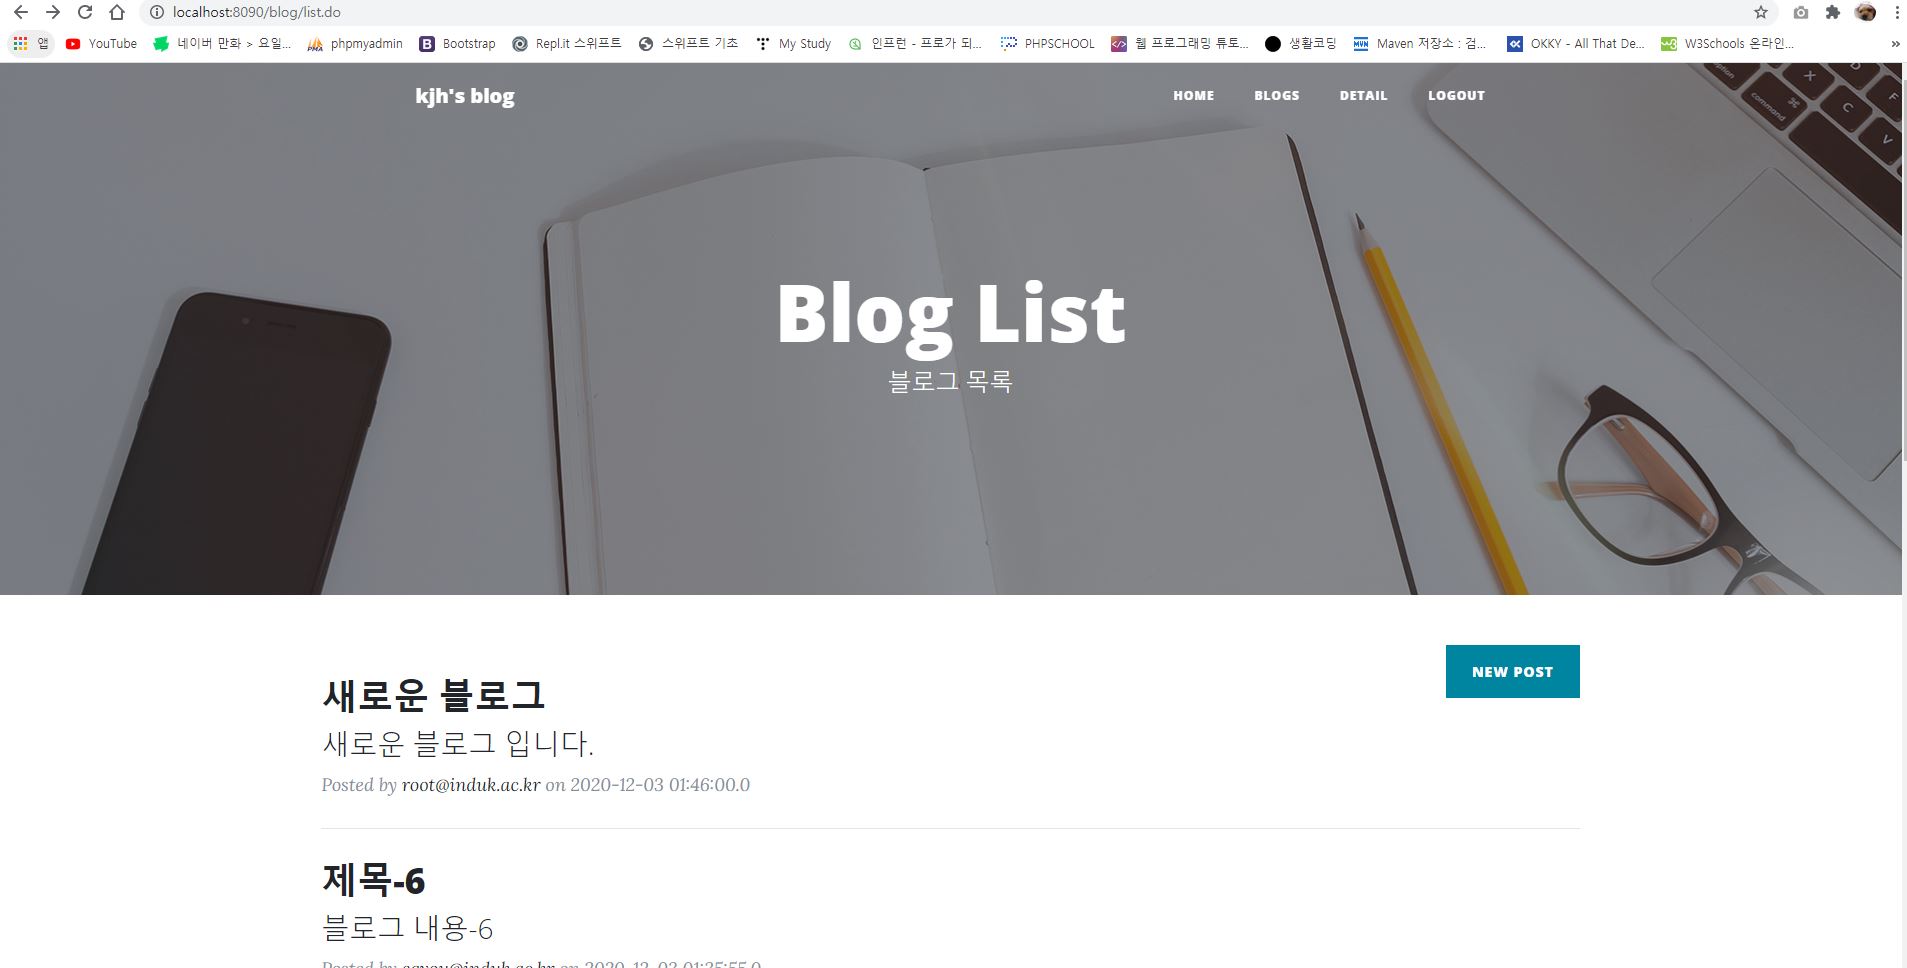 localhost:8090/blog/list.do
앱 YouTube 네이버 만화 > 요일... phpmyadmin Bootstrap Repl.it 스위프트 스위프트 기초 My Study 인프런 - 프로가 되... PHPSCHOOL 웹 프로그래밍 튜토... 생활코딩 Maven 저장소 : 검... OKKY - All That De... W3Schools 온라인... »
kjh's blog HOME BLOGS DETAIL LOGOUT
Blog List
블로그 목록
NEW POST
새로운 블로그
새로운 블로그 입니다.
Posted by root@induk.ac.kr on 2020-12-03 01:46:00.0
제목-6
블로그 내용-6
Posted by